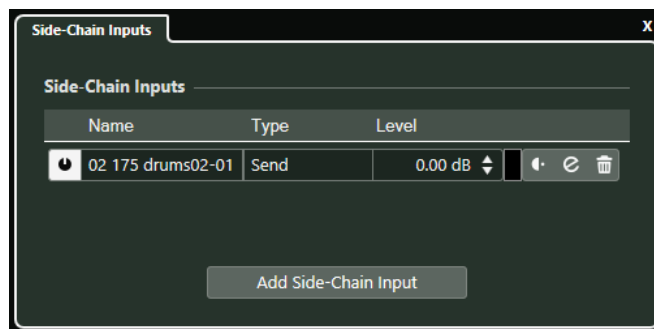 Side-Chain Inputs
X
Side-Chain Inputs
Name Type Level
02 175 drums02-01 Send 0.00 dB
Add Side-Chain Input